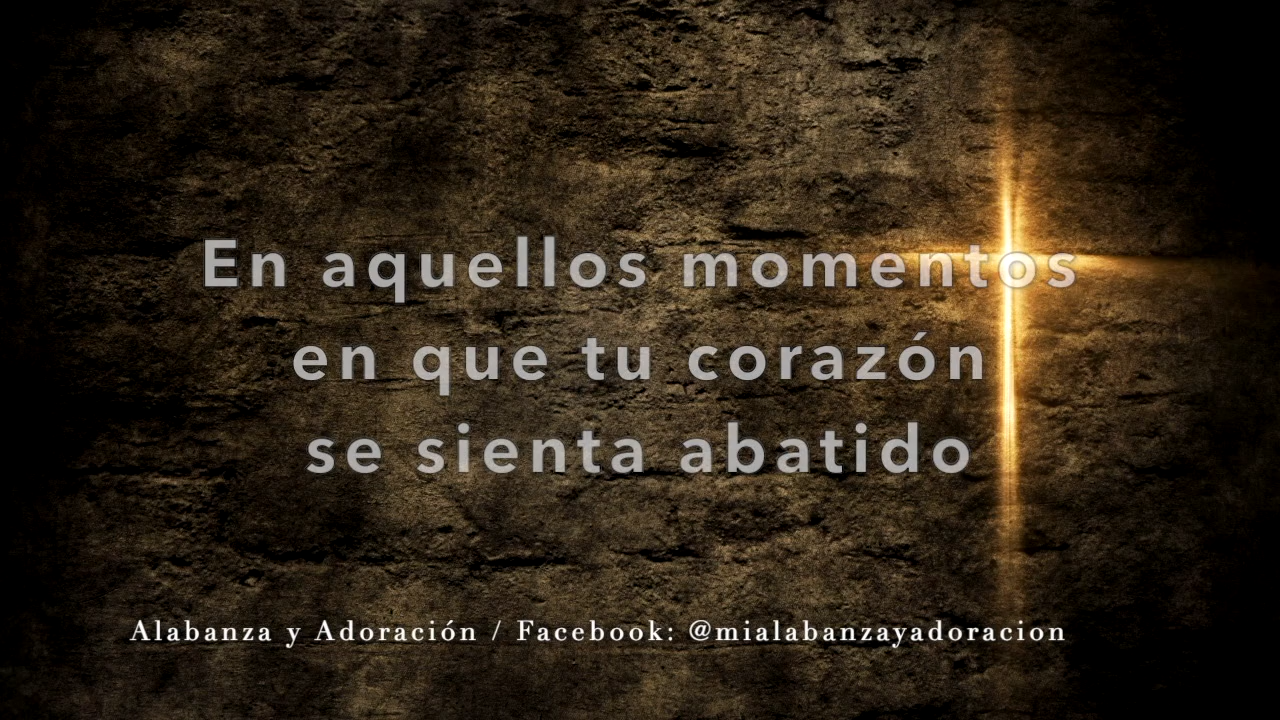 En aquellos momentos
en que tu corazón
se sienta abatido
Alabanza y Adoración / Facebook: @mialabanzayadoracion